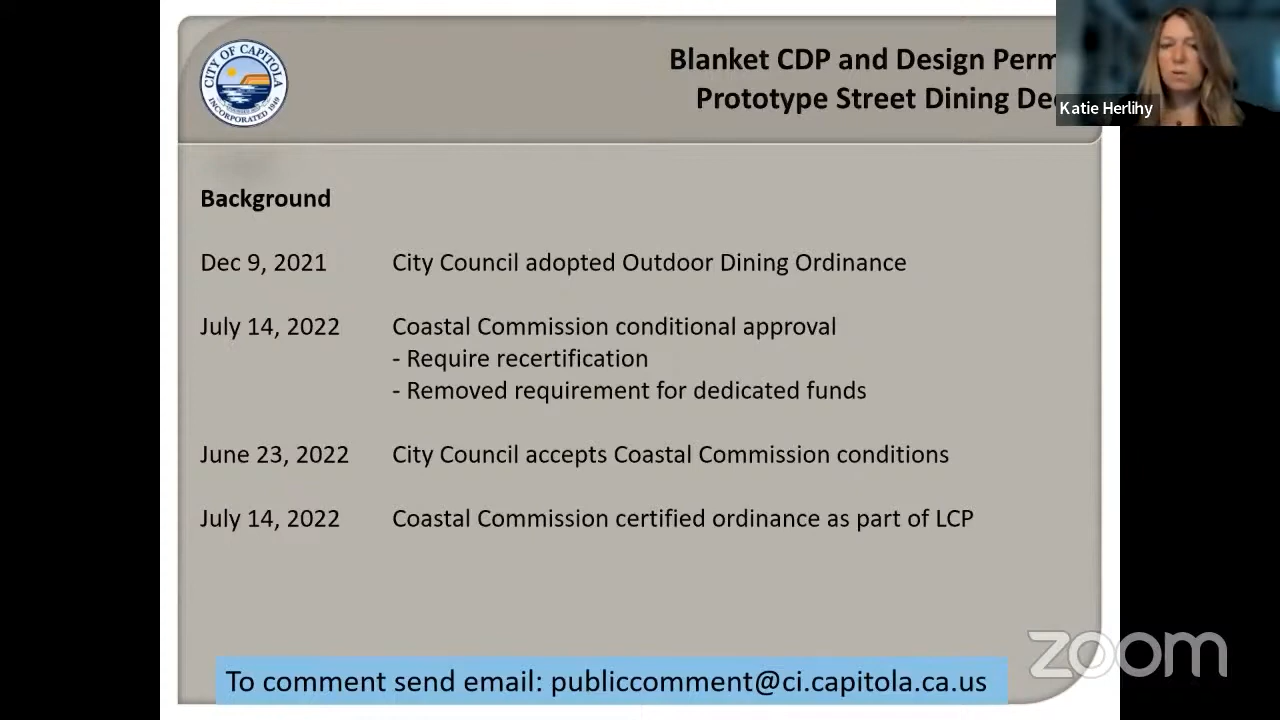 CITY OF CAPITOLA
INCORPORATED 1949
Blanket CDP and Design Perm
Prototype Street Dining De
Katie Herlihy
Background
Dec 9, 2021 City Council adopted Outdoor Dining Ordinance
July 14, 2022 Coastal Commission conditional approval
- Require recertification
- Removed requirement for dedicated funds
June 23, 2022 City Council accepts Coastal Commission conditions
July 14, 2022 Coastal Commission certified ordinance as part of LCP
To comment send email: publiccomment@ci.capitola.ca.us
zoom